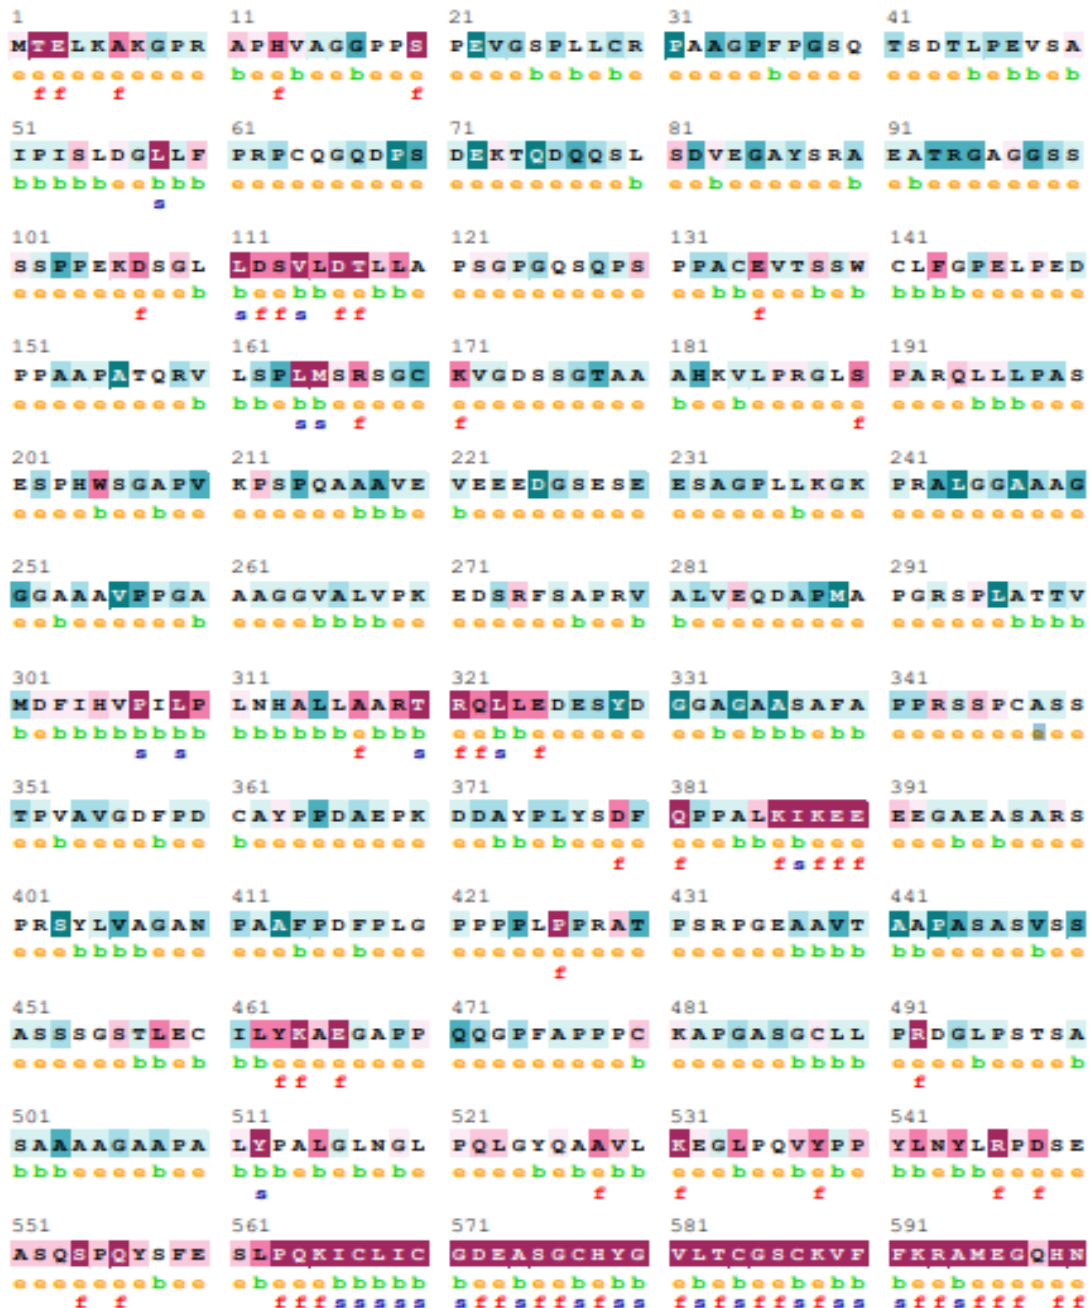 1 11 21 31 41
MTELKAKGPR APHVAGGPPS PEVGSPLLCR PAAGPFPGSQ TSDTLPEVSA
eeeeeeeeee beebeebeee eeeebebebe eeeeebeeee eeeebebbeb
f f f f f
51 61 71 81 91
IPISLDGLLF PRPCQGQDPS DEKTQDQQSL SDVEGAYSRA EATRGAGGSS
bbbbbeebbb eeeeeeeeee eeeeeeeeeb eebeeeeeeb ebeeeeeeee
s
101 111 121 131 141
SSPPEKDSGL LDSVLDTLLA PSGPGQSQPS PPACEVTSSW CLFGPELPED
eeeeeeeeeb beebbeebbe eeeeeeeeee eebbeeebeb bbbbeeeeee
f s f f s f f f
151 161 171 181 191
PPAAPATQRV LSPLMSRSGC KVGDSSGTAA AHKVLPRGLS PARQLLLPAS
eeeeeeeeeb bbebbeeeee eeeeeeeeee beebeeeeee eeeebbbeee
s s f f f
201 211 221 231 241
ESPHWSGAPV KPSPQAAAVE VEEEDGSESE ESAGPLLKGK PRALGGAAAG
eeeebeebee eeeeeebbbe beeeeeeeee eeeeeebeee eeeeeeeeee
251 261 271 281 291
GGAAAVPPGA AAGGVALVPK EDSRFSAPRV ALVEQDAPMA PGRSPLATTV
eebeeeeeeb eeeebbbbee eeeeeebeeb beeeeeeeee eeeeeebbbb
301 311 321 331 341
MDFIHVPILP LNHALLAART RQLLEDESYD GGAGAASAFA PPRSSPCASS
bebbbbbbbb bbbbbbebbb eebbeeeeee eebebbbebb eeeeeeeeee
s s f s f f s f
351 361 371 381 391
TPVAVGDFPD CAYPPDAEPK DDAYPLYSDF QPPALKIKEE EEGAEASARS
eebeeeebee beeeeeeeee eebbebeeee eeebbebeee eeebebeeee
f f f s f f f
401 411 421 431 441
PRSYLVAGAN PAAFPDFPLG PPPPLPPRAT PSRPGEAAVT AAPASASVSS
eeebbbbeee eeebeebeee eeeeeeeeee eeeeeebbbb bbeeeeebee
f
451 461 471 481 491
ASSSGSTLEC ILYKAEGAPP QQGPFAPPPC KAPGASGCLL PRDGLPSTSA
eeeeeebbeb bbeeeeeeee eeeeeeeeeb eeeeeebbbb eeeebeeeee
f f f f
501 511 521 531 541
SAAAAGAAPA LYPALGLNGL PQLGYQAAVL KEGLPQVYPP YLNYLRPDSE
bbbeeeebee bbbebebebe eeeebebebb eeebeebebe bbebbebeee
s f f f f f
551 561 571 581 591
ASQSPQYSFE SLPQKICLIC GDEASGCHYG VLTCGSCKVF FKRAMEGQHN
eeeeeeebee ebeeebbbbb beebeebebb ebebeebebb beebeeeeee
f f f f f s s s s s s f f s f f s f s s f s f s f f s f s s s f f s f f f f f